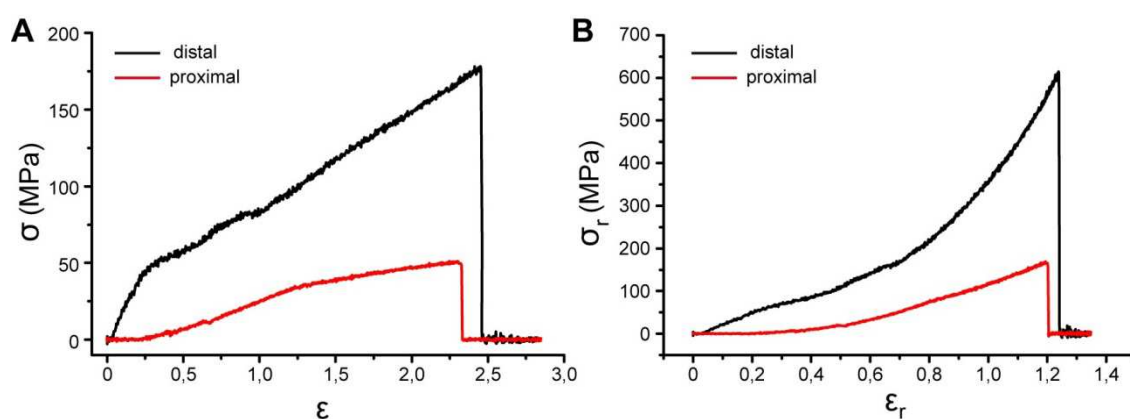 A
σ (MPa)
200
150
100
50
0
distal
proximal
0
0,5
1,0
1,5
2,0
2,5
3,0
ε
B
σr (MPa)
700
600
500
400
300
200
100
0
distal
proximal
0
0,2
0,4
0,6
0,8
1,0
1,2
1,4
εr